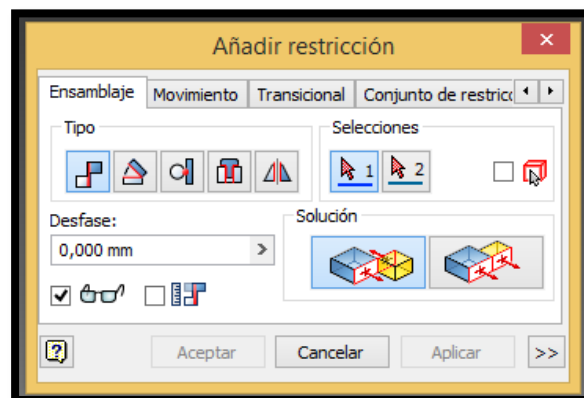 Añadir restricción
Ensamblaje Movimiento Transicional Conjunto de restricc
Tipo Selecciones
1 2
Desfase: Solución
0,000 mm
Aceptar Cancelar Aplicar >>